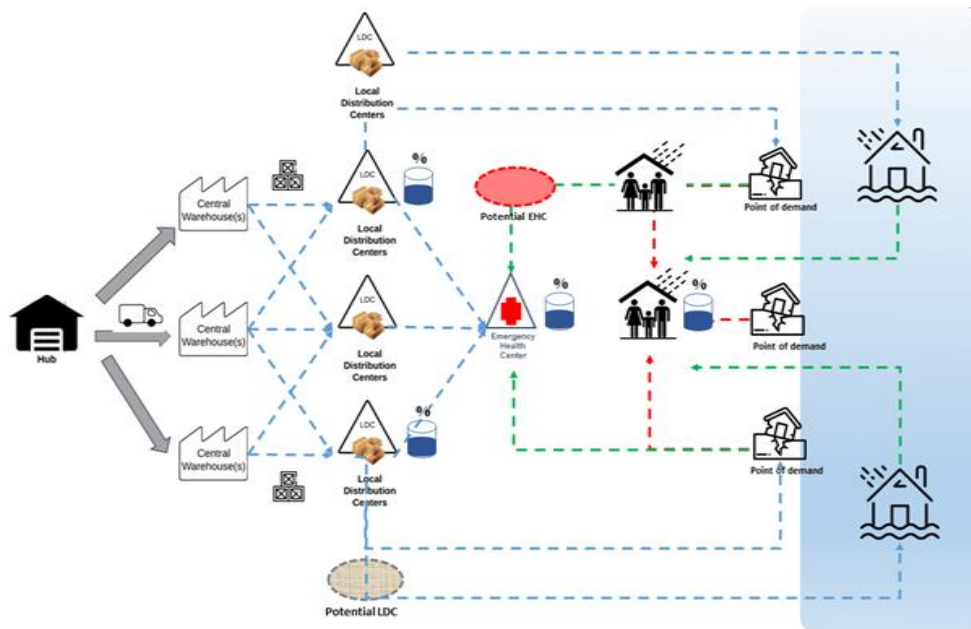 LDC
Local
Distribution
Centers
LDC
%
Local
Distribution
Centers
Central
Warehouse(s)
Potential EHC
Point of demand
LDC
Local
Distribution
Centers
Central
Warehouse(s)
Hub
%
Emergency
Health
Center
%
Point of demand
LDC
%
Local
Distribution
Centers
Central
Warehouse(s)
Point of demand
Potential LDC